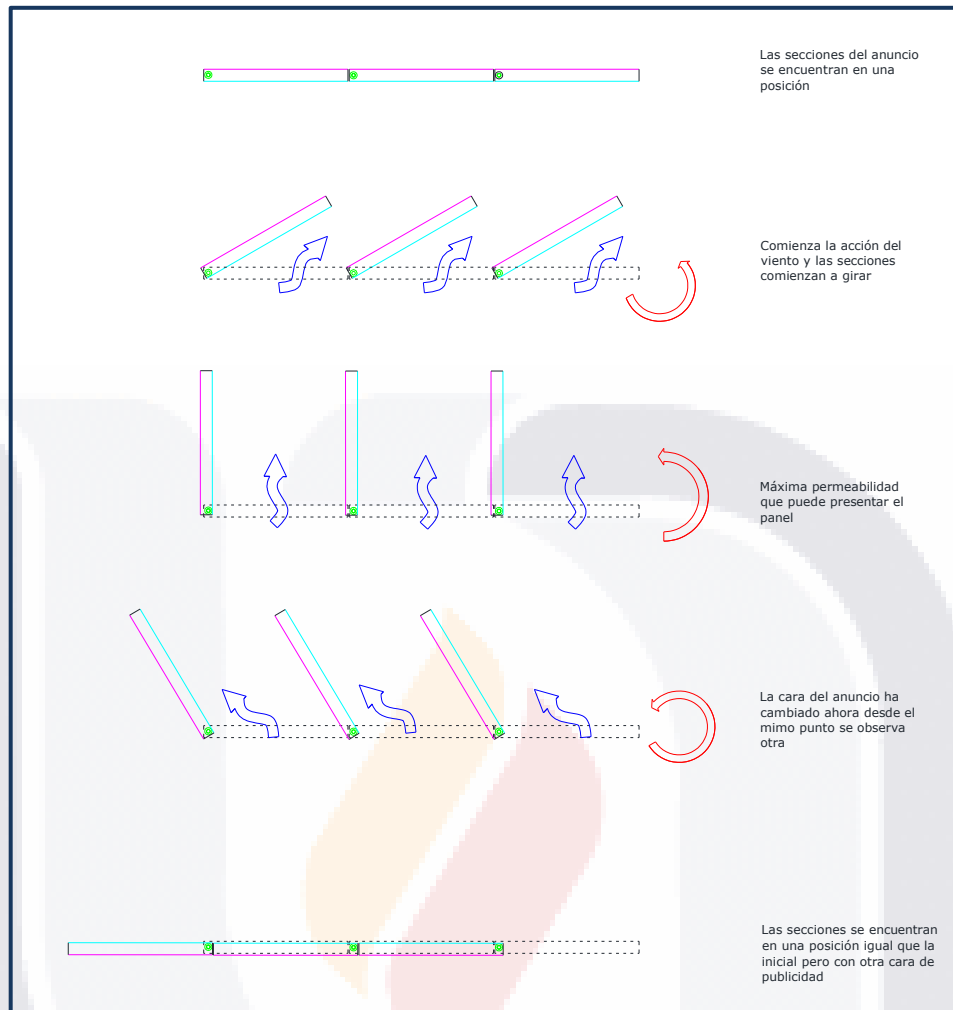 Las secciones del anuncio
se encuentran en una
posición
Comienza la acción del
viento y las secciones
comienzan a girar
Máxima permeabilidad
que puede presentar el
panel
La cara del anuncio ha
cambiado ahora desde el
mimo punto se observa
otra
Las secciones se encuentran
en una posición igual que la
inicial pero con otra cara de
publicidad